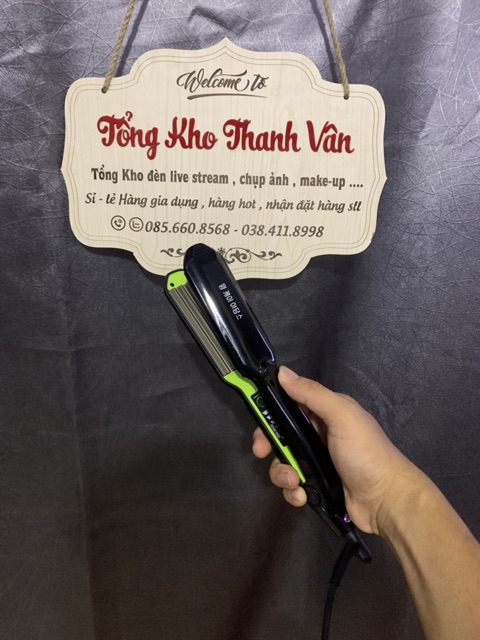 Welcome to
Tổng Kho Thanh Vân
Tổng Kho đèn live stream , chụp ảnh , make-up ....
Sỉ - lẻ Hàng gia dụng , hàng hot , nhận đặt hàng sll
085.660.8568 - 038.411.8998